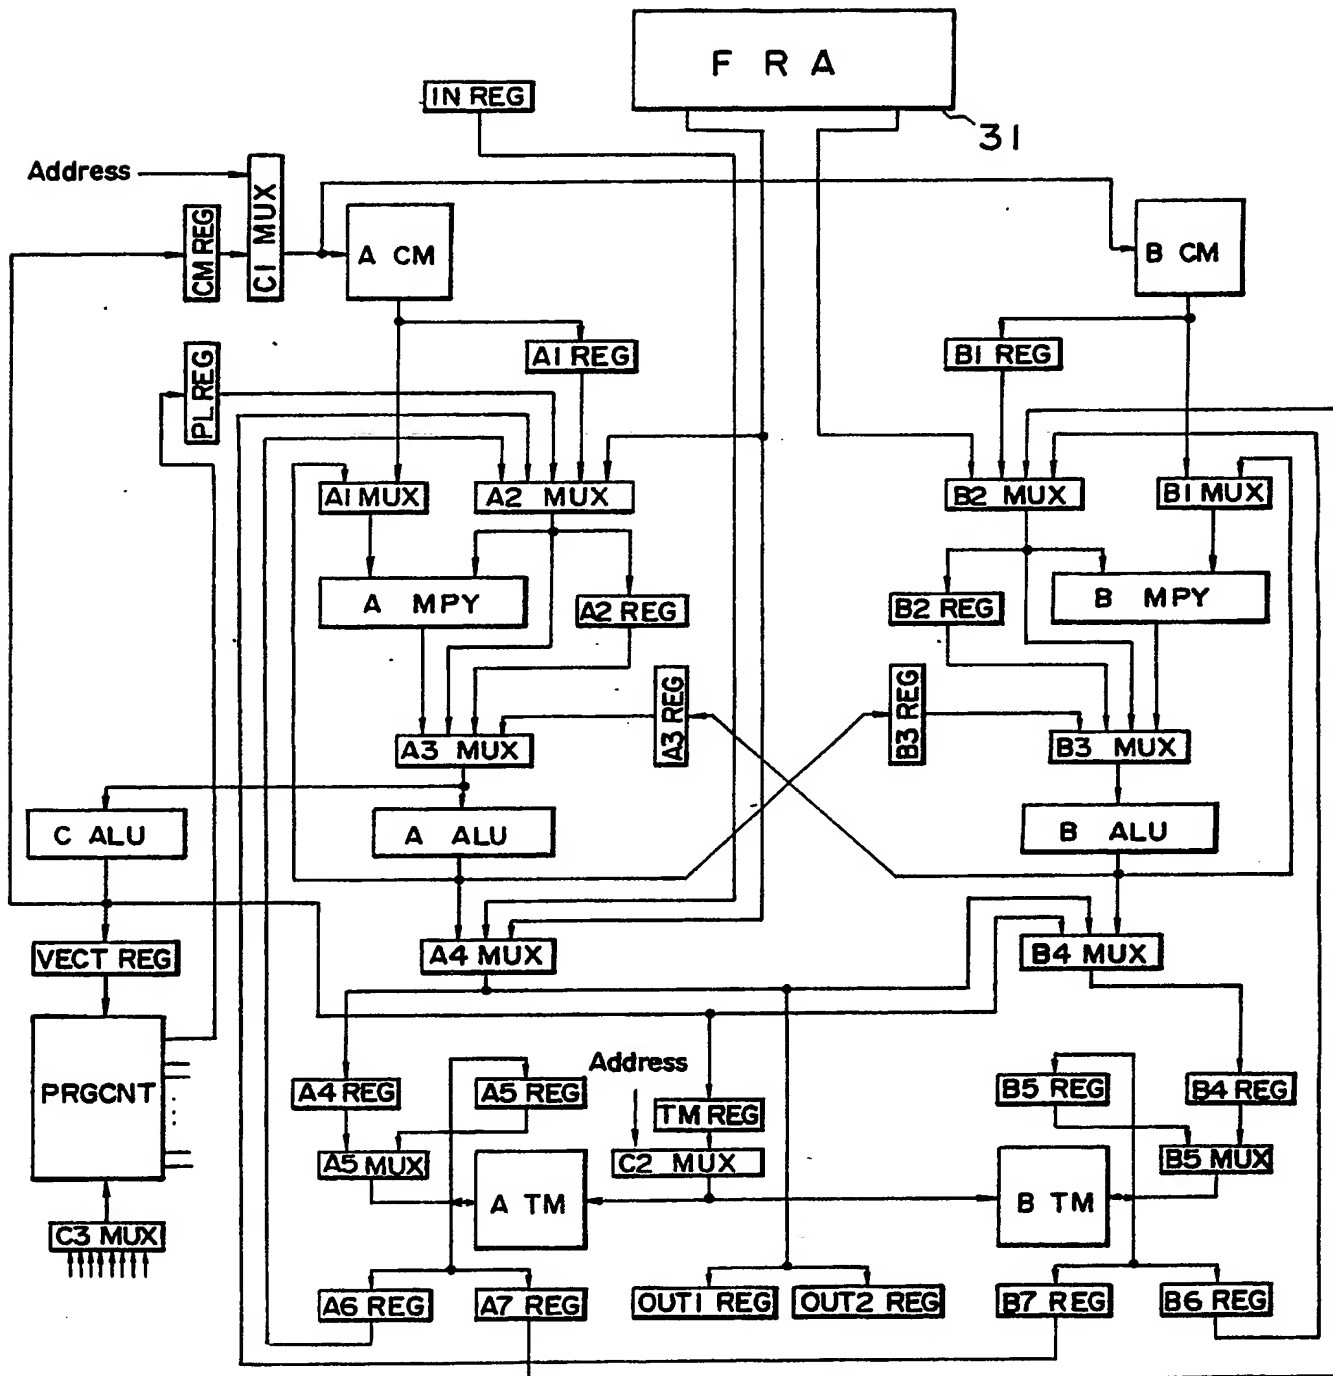 F R A
IN REG
31
Address
CM REG
C1 MUX
A CM
B CM
PL REG
A1 REG
B1 REG
A1 MUX
A2 MUX
B2 MUX
B1 MUX
A MPY
A2 REG
B2 REG
B MPY
A3 REG
B3 REG
A3 MUX
B3 MUX
C ALU
A ALU
B ALU
VECT REG
A4 MUX
B4 MUX
PRGCNT
Address
A4 REG
A5 REG
TM REG
B5 REG
B4 REG
A5 MUX
C2 MUX
B5 MUX
A TM
B TM
C3 MUX
A6 REG
A7 REG
OUT1 REG
OUT2 REG
B7 REG
B6 REG